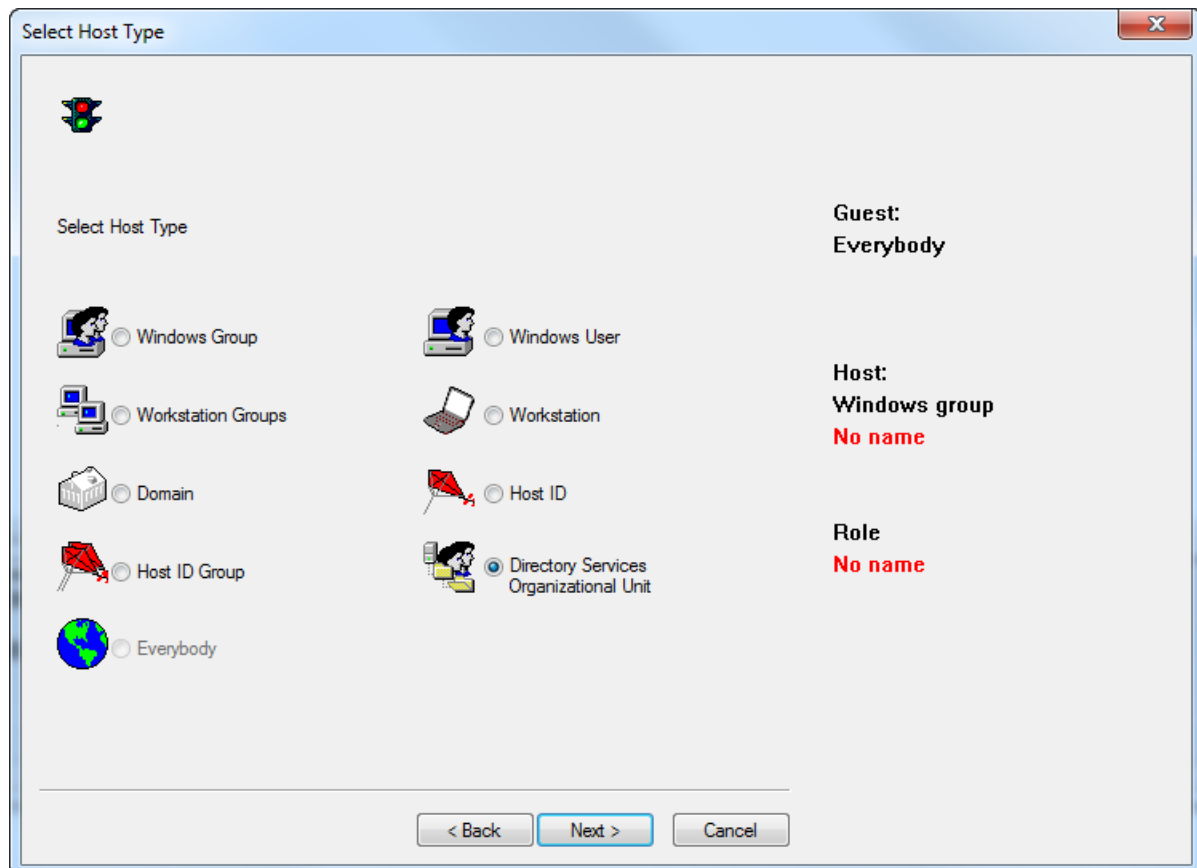 Select Host Type
Select Host Type
Windows Group
Windows User
Workstation Groups
Workstation
Domain
Host ID
Host ID Group
Directory Services
Organizational Unit
Everybody
Guest:
Everybody
Host:
Windows group
No name
Role
No name
< Back
Next >
Cancel